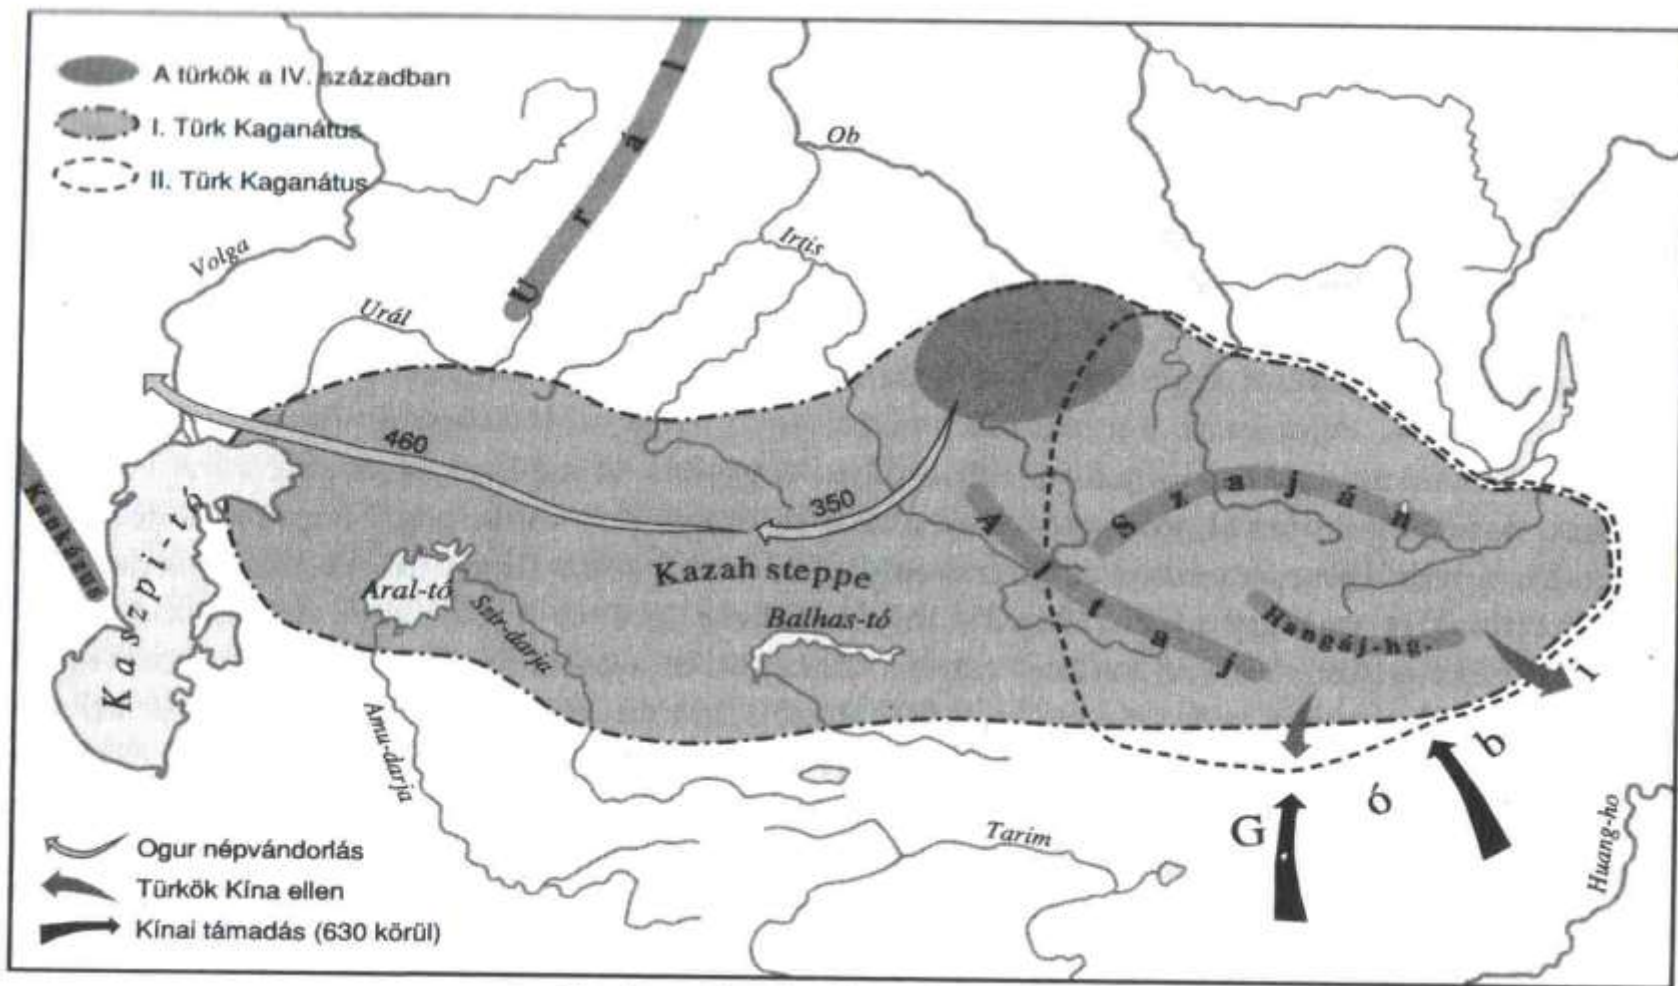 A türkök a IV. században
I. Türk Kaganátus
II. Türk Kaganátus
Urál
Ob
Volga
Irtis
Urál
460
350
Kaukázus
Kaszpi-tó
Aral-tó
Szir-darja
Kazah steppe
Balhas-tó
Altaj
Szaján
Hangáj-hg.
Amu-darja
Góbi
Tarim
Huang-ho
Ogur népvándorlás
Türkök Kína ellen
Kínai támadás (630 körül)